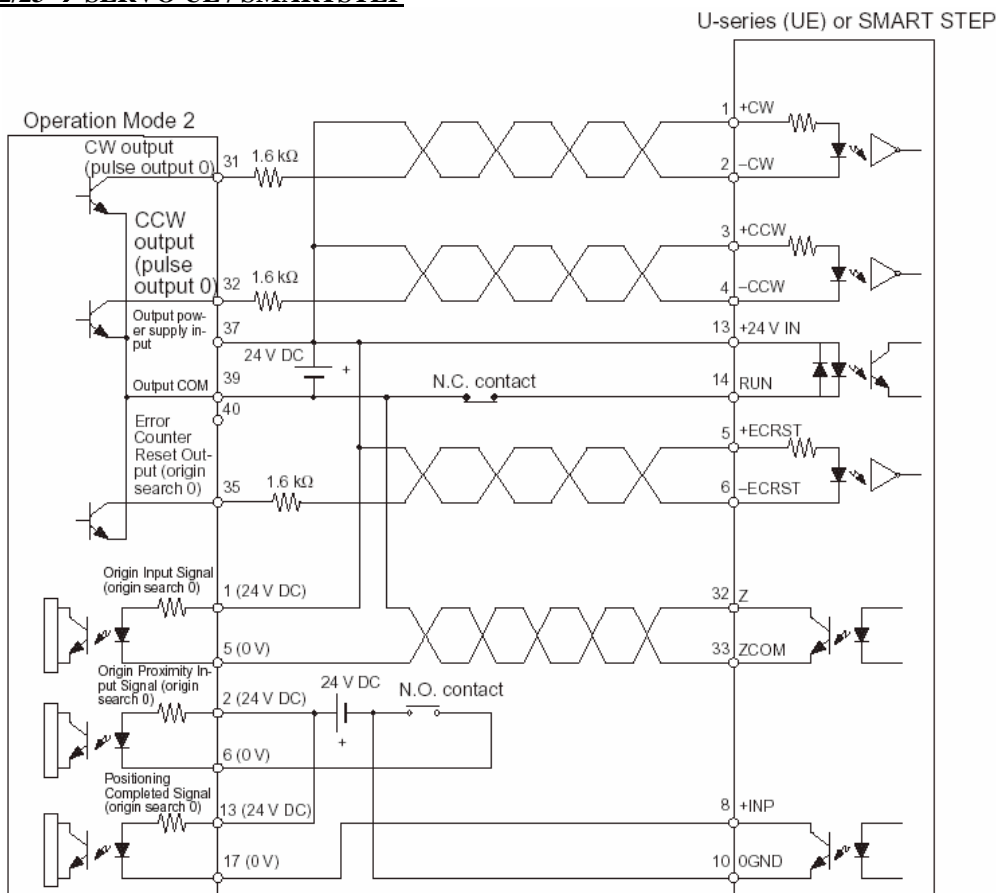 SERVO UE / SMARTSTEP
U-series (UE) or SMART STEP
Operation Mode 2
CW output
(pulse output 0)
31
1.6 kΩ
1
+CW
2
–CW
CCW
output
(pulse
output 0)
32
1.6 kΩ
3
+CCW
4
–CCW
Output pow-
er supply in-
put
37
24 V DC
+
13
+24 V IN
Output COM
39
N.C. contact
14
RUN
40
Error
Counter
Reset Out-
put (origin
search 0)
35
1.6 kΩ
5
+ECRST
6
–ECRST
Origin Input Signal
(origin search 0)
1 (24 V DC)
32
Z
5 (0 V)
33
ZCOM
Origin Proximity In-
put Signal (origin
search 0)
2 (24 V DC)
24 V DC
N.O. contact
+
6 (0 V)
Positioning
Completed Signal
(origin search 0)
13 (24 V DC)
8
+INP
17 (0 V)
10
0GND